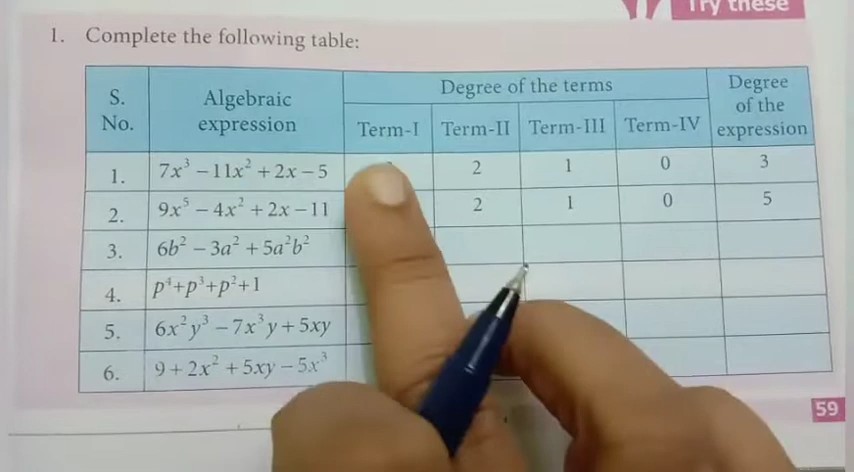 Try these
1. Complete the following table:
S. No. Algebraic expression Degree of the terms Degree of the expression
Term-I Term-II Term-III Term-IV
1. 7x³ – 11x² + 2x – 5 2 1 0 3
2. 9x⁵ – 4x² + 2x – 11 2 1 0 5
3. 6b² – 3a² + 5a²b²
4. p⁴+p³+p²+1
5. 6x²y³ – 7x³y + 5xy
6. 9 + 2x² + 5xy – 5x³
59